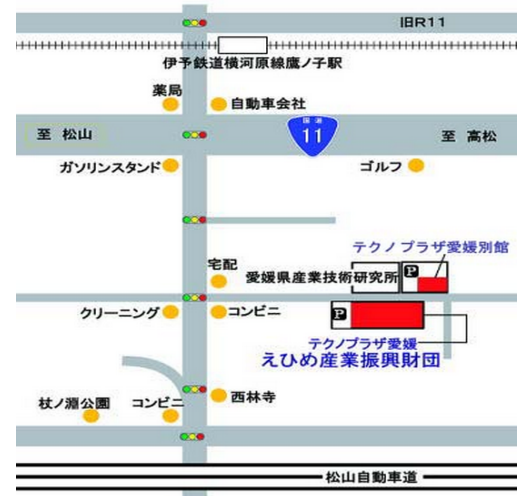 旧R11
伊予鉄道横河原線鷹ノ子駅
薬局
自動車会社
至 松山
国道
11
至 高松
ガソリンスタンド
ゴルフ
テクノプラザ愛媛別館
宅配
愛媛県産業技術研究所
P
クリーニング
コンビニ
P
テクノプラザ愛媛
えひめ産業振興財団
杖ノ淵公園
コンビニ
西林寺
松山自動車道